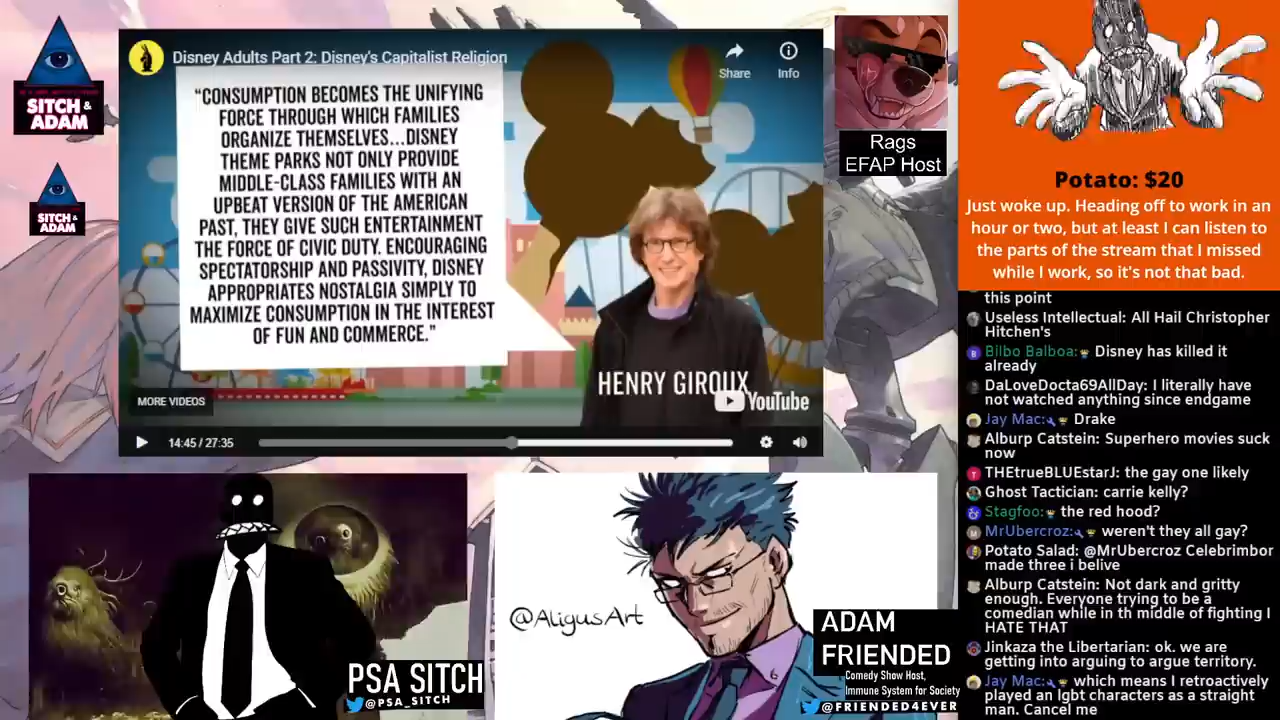 SITCH &
ADAM
SITCH &
ADAM
Disney Adults Part 2: Disney's Capitalist Religion
Share
Info
“CONSUMPTION BECOMES THE UNIFYING
FORCE THROUGH WHICH FAMILIES
ORGANIZE THEMSELVES...DISNEY
THEME PARKS NOT ONLY PROVIDE
MIDDLE-CLASS FAMILIES WITH AN
UPBEAT VERSION OF THE AMERICAN
PAST, THEY GIVE SUCH ENTERTAINMENT
THE FORCE OF CIVIC DUTY. ENCOURAGING
SPECTATORSHIP AND PASSIVITY, DISNEY
APPROPRIATES NOSTALGIA SIMPLY TO
MAXIMIZE CONSUMPTION IN THE INTEREST
OF FUN AND COMMERCE.”
HENRY GIROUX
MORE VIDEOS
YouTube
14:45 / 27:35
Rags
EFAP Host
PSA SITCH
@PSA_SITCH
@AligusArt
ADAM
FRIENDED
Comedy Show Host,
Immune System for Society
@FRIENDED4EVER
Potato: $20
Just woke up. Heading off to work in an
hour or two, but at least I can listen to
the parts of the stream that I missed
while I work, so it's not that bad.
this point
Useless Intellectual: All Hail Christopher
Hitchen's
Bilbo Balboa: Disney has killed it
already
DaLoveDocta69AllDay: I literally have
not watched anything since endgame
Jay Mac: Drake
Alburp Catstein: Superhero movies suck
now
THEtrueBLUEstarJ: the gay one likely
Ghost Tactician: carrie kelly?
Stagfoo: the red hood?
MrUbercroz: weren't they all gay?
Potato Salad: @MrUbercroz Celebrimbor
made three i belive
Alburp Catstein: Not dark and gritty
enough. Everyone trying to be a
comedian while in th middle of fighting I
HATE THAT
Jinkaza the Libertarian: ok. we are
getting into arguing to argue territory.
Jay Mac: which means I retroactively
played an lgbt characters as a straight
man. Cancel me